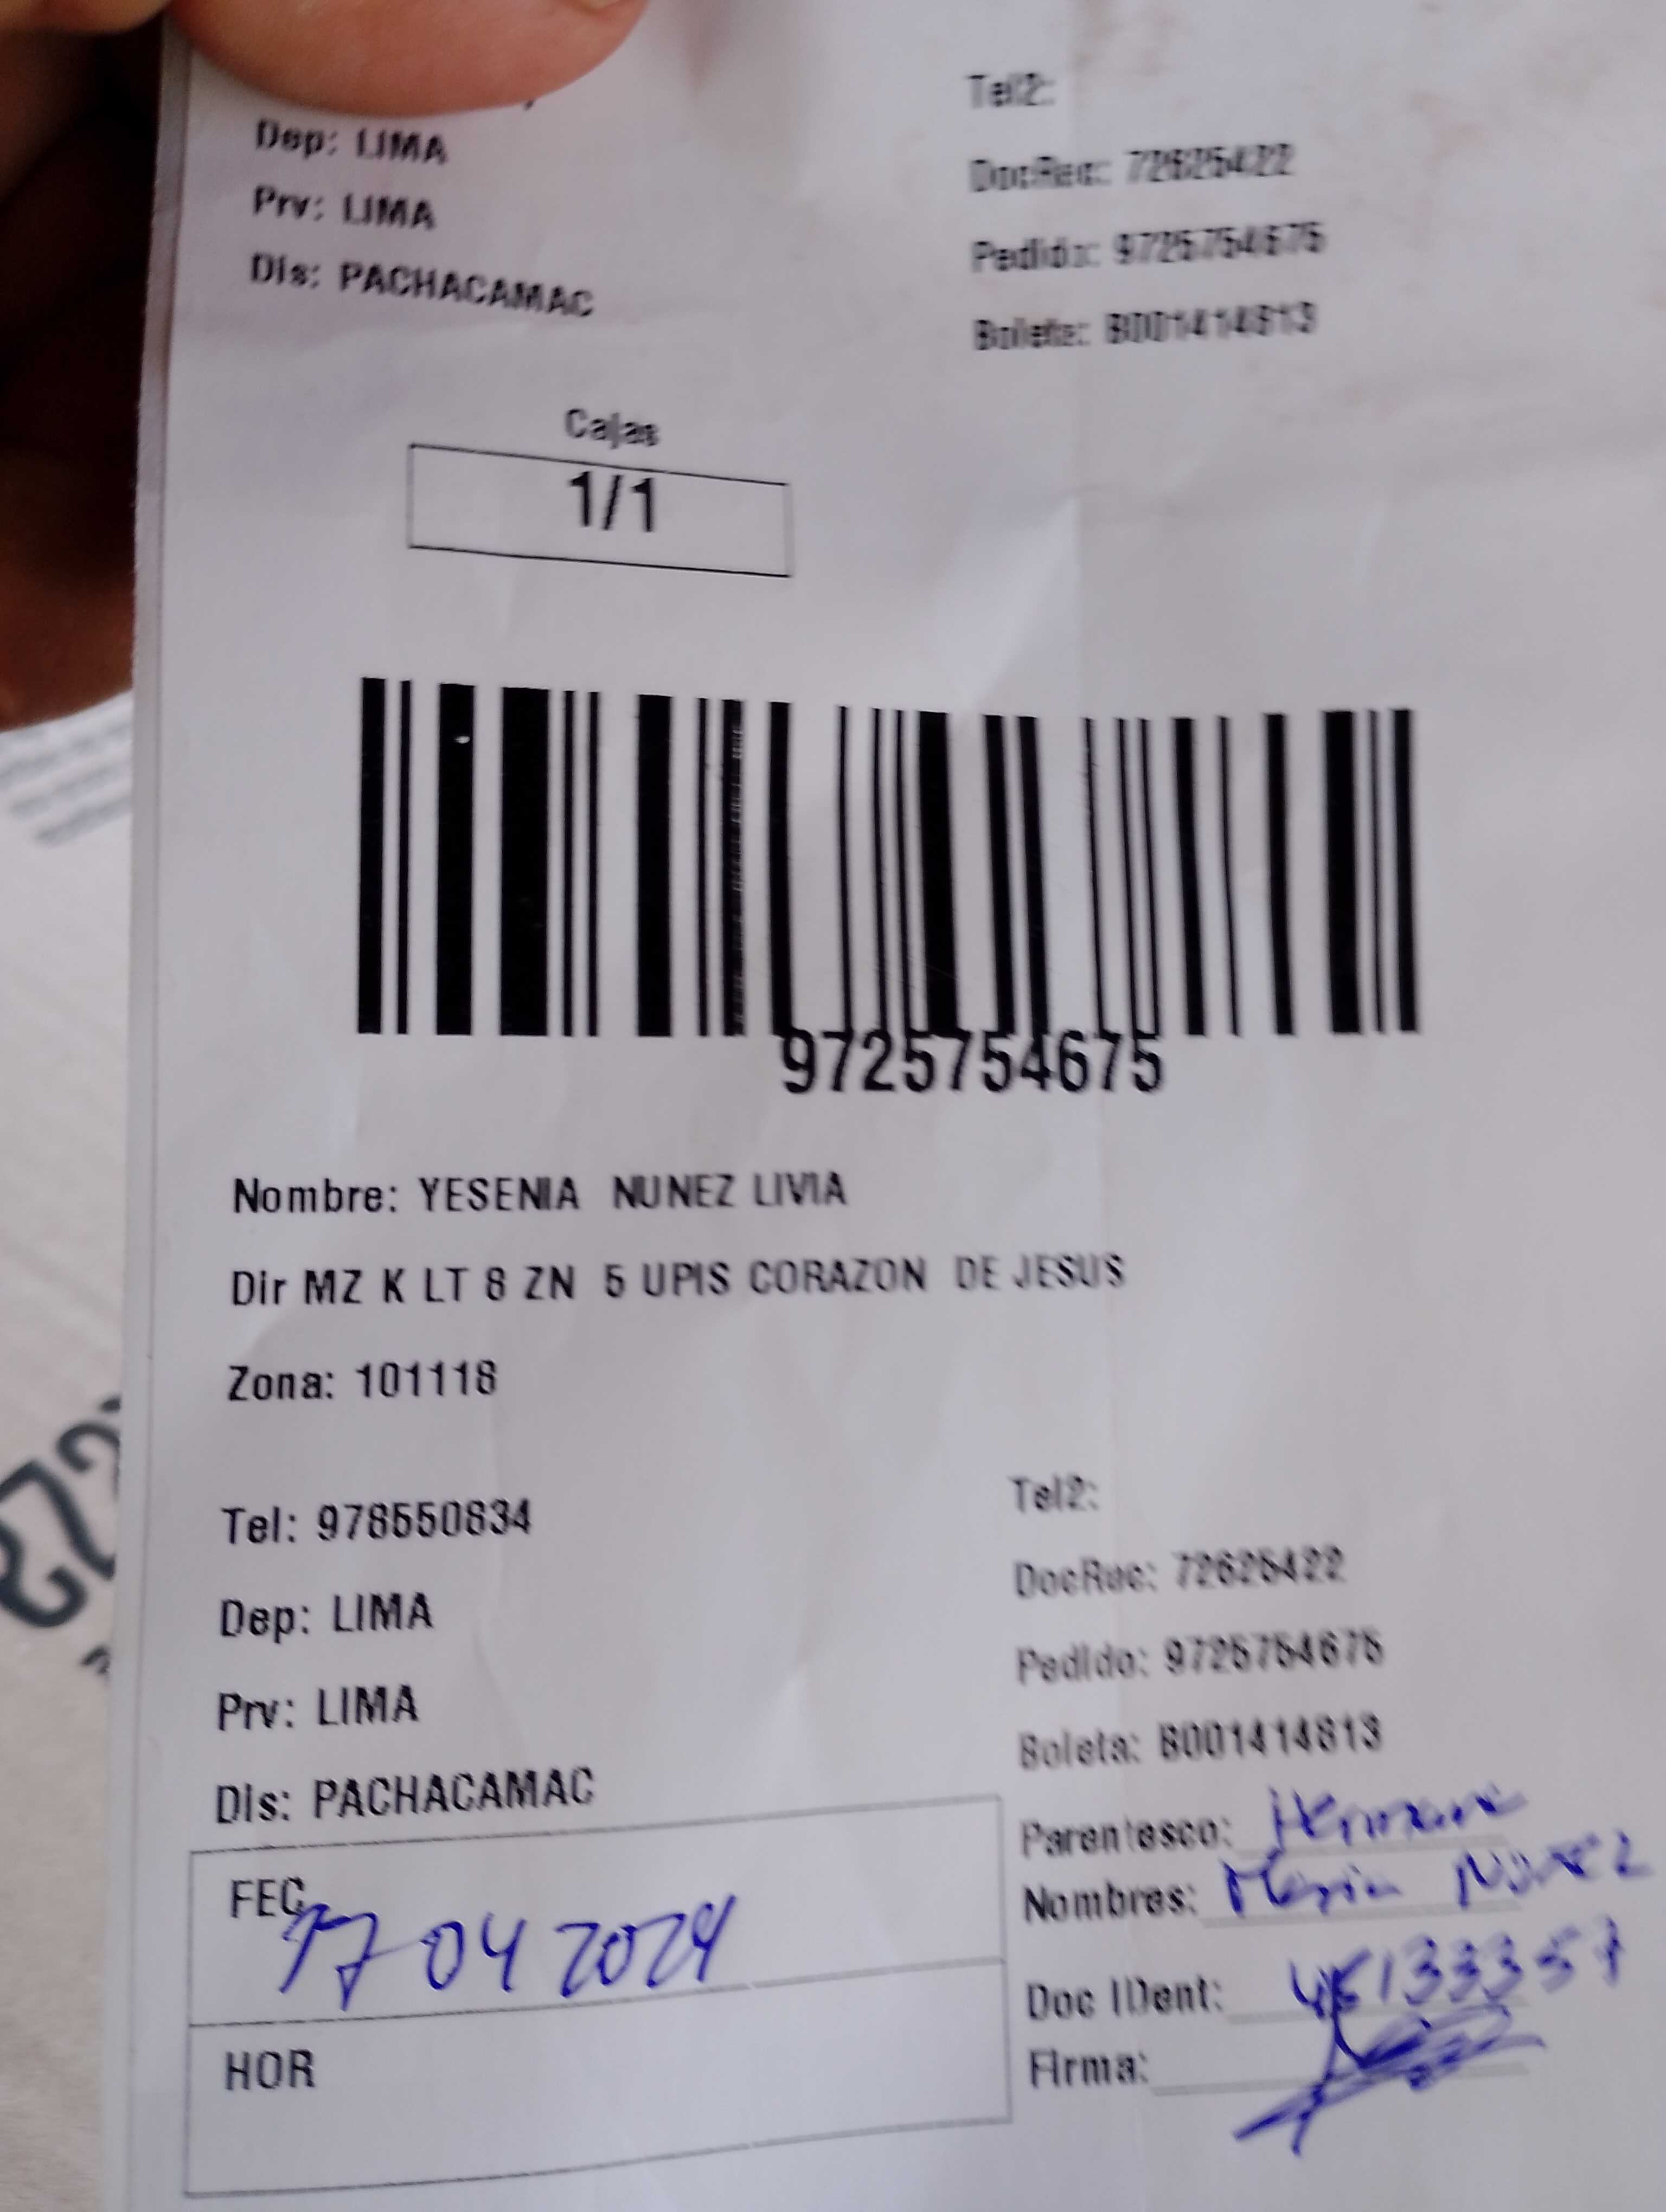 Dep: LIMA
Tel2:
Prv: LIMA
DocRec: 72625422
Dis: PACHACAMAC
Pedido: 9725754675
Boleta: B001414813
Cajas
1/1
9725754675
Nombre: YESENIA NUNEZ LIVIA
Dir MZ K LT 8 ZN 5 UPIS CORAZON DE JESUS
Zona: 101118
Tel: 978550834
Tel2:
Dep: LIMA
DocRec: 72625422
Prv: LIMA
Pedido: 9725754675
Dis: PACHACAMAC
Boleta: B001414813
Parentesco: Hermana
FEC 17 04 2024
Nombres: Maria Nuñez
Doc IDent:
HOR
Firma: